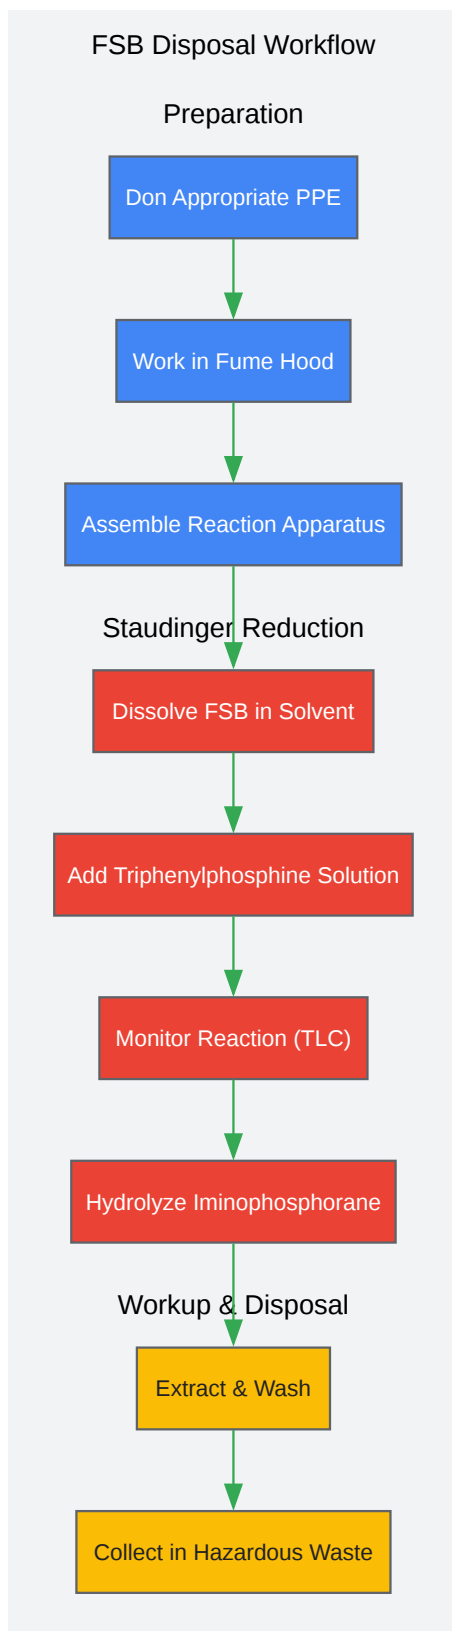 FSB Disposal Workflow
Preparation
Don Appropriate PPE
Work in Fume Hood
Assemble Reaction Apparatus
Staudinger Reduction
Dissolve FSB in Solvent
Add Triphenylphosphine Solution
Monitor Reaction (TLC)
Hydrolyze Iminophosphorane
Workup & Disposal
Extract & Wash
Collect in Hazardous Waste